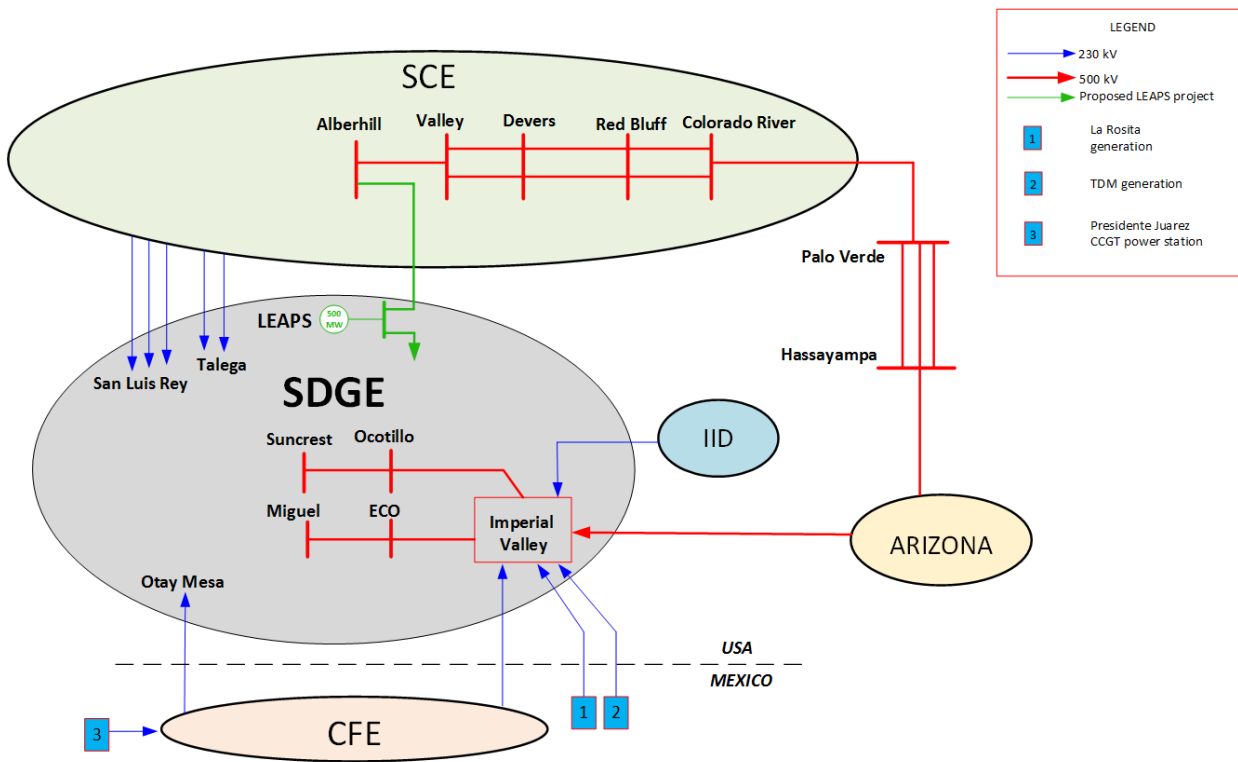 LEGEND
230 kV
500 kV
Proposed LEAPS project
1
La Rosita
generation
2
TDM generation
3
Presidente Juarez
CCGT power station
SCE
Alberhill
Valley
Devers
Red Bluff
Colorado River
Palo Verde
Hassayampa
LEAPS
500
MW
San Luis Rey
Talega
SDGE
Suncrest
Ocotillo
IID
Miguel
ECO
Imperial
Valley
ARIZONA
Otay Mesa
USA
MEXICO
3
CFE
1
2